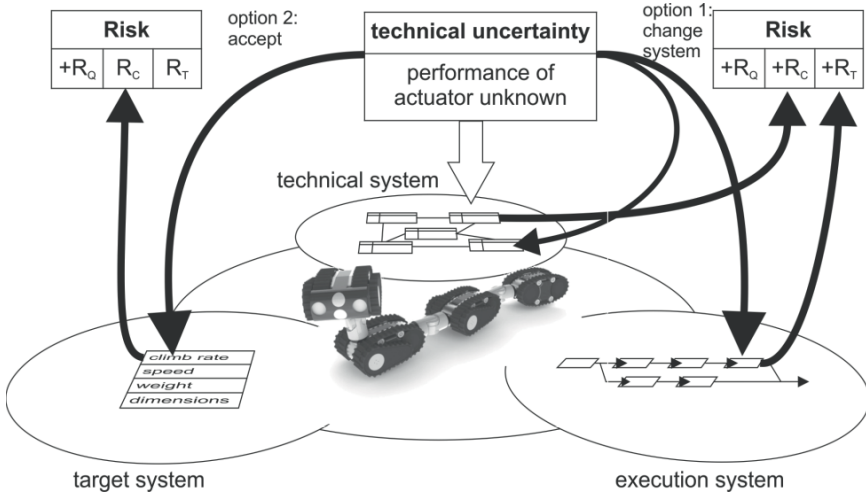 option 2:
accept
Risk
+RQ RC RT
technical uncertainty
performance of
actuator unknown
option 1:
change
system
Risk
+RQ +RC +RT
technical system
climb rate
speed
weight
dimensions
target system
execution system